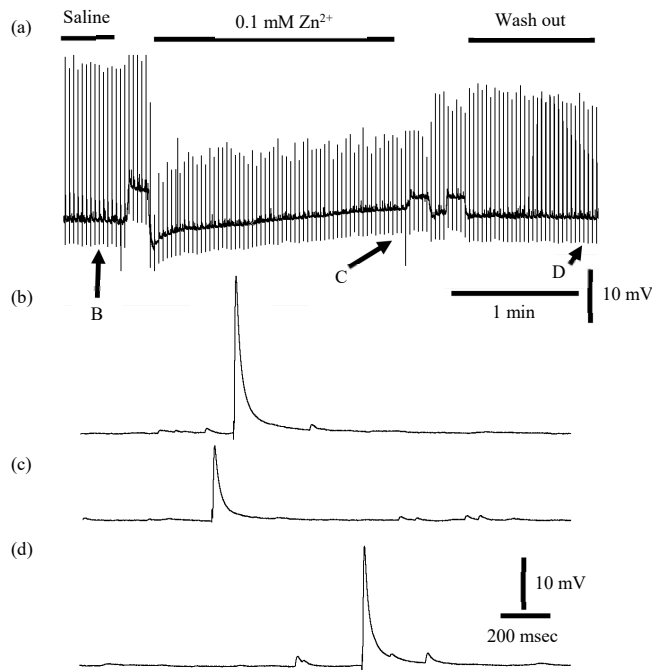 (a)
Saline
0.1 mM Zn²⁺
Wash out
B
C
D
10 mV
1 min
(b)
(c)
(d)
10 mV
200 msec